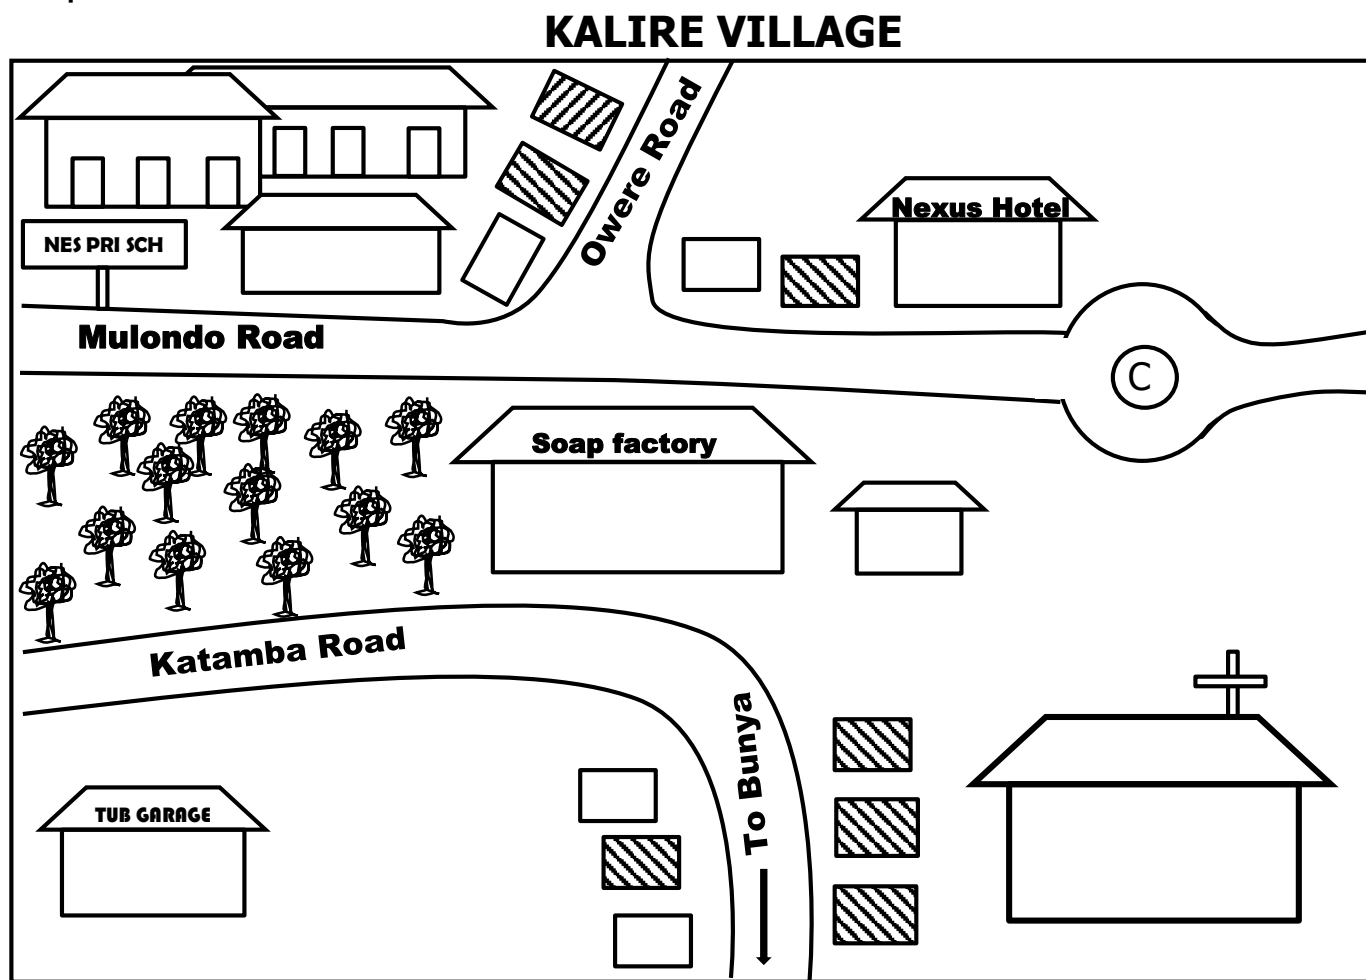 KALIRE VILLAGE
Owere Road
Nexus Hotel
NES PRI SCH
Mulondo Road
C
Soap factory
Katamba Road
To Bunya
TUB GARAGE